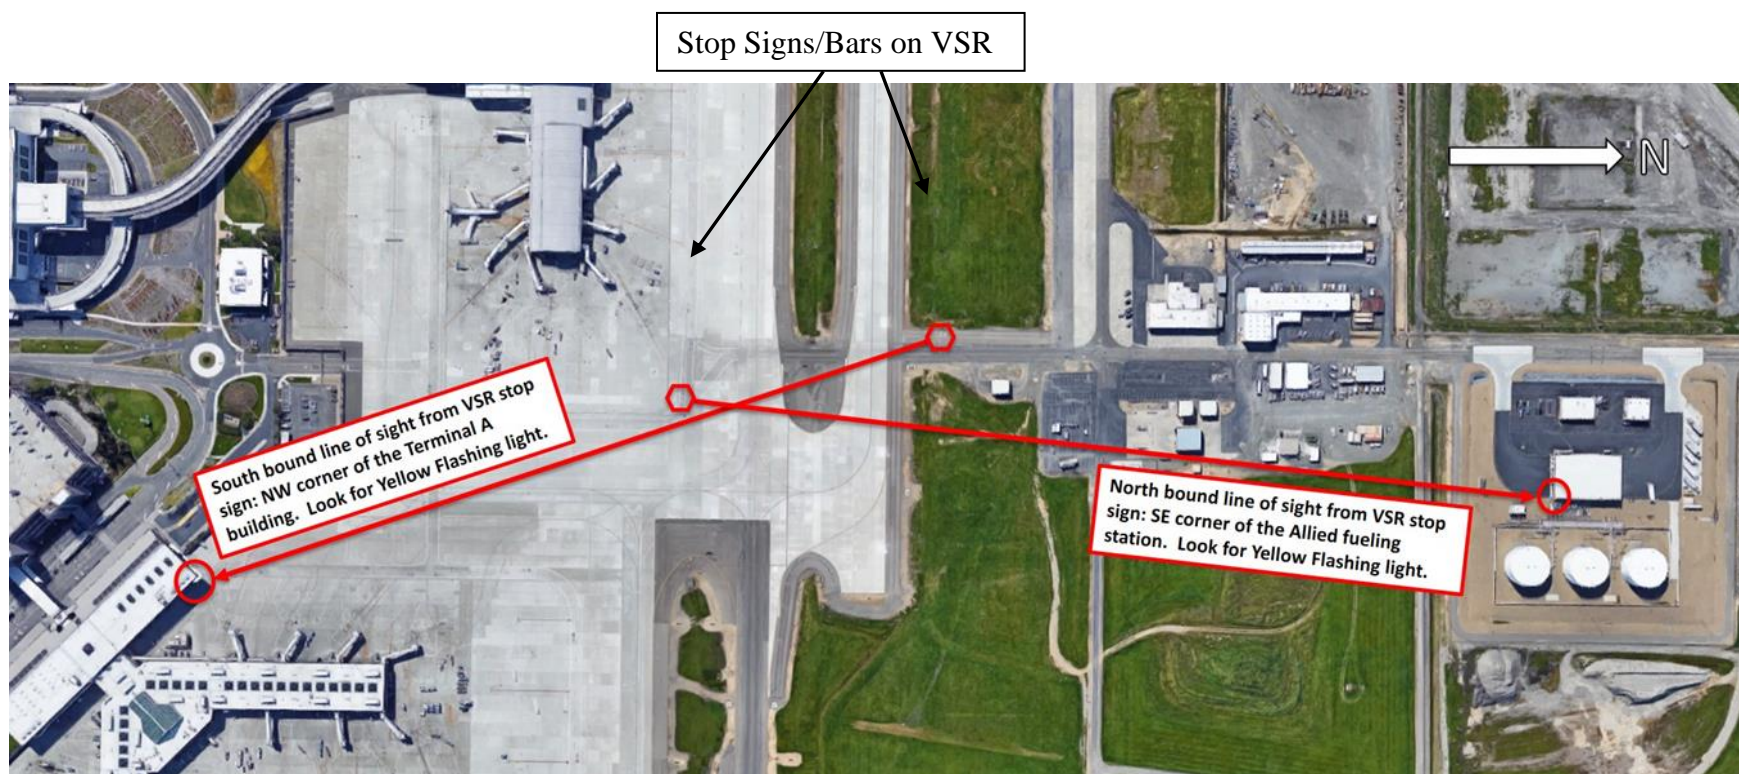 Stop Signs/Bars on VSR
N
South bound line of sight from VSR stop
sign: NW corner of the Terminal A
building.  Look for Yellow Flashing light.
North bound line of sight from VSR stop
sign: SE corner of the Allied fueling
station.  Look for Yellow Flashing light.